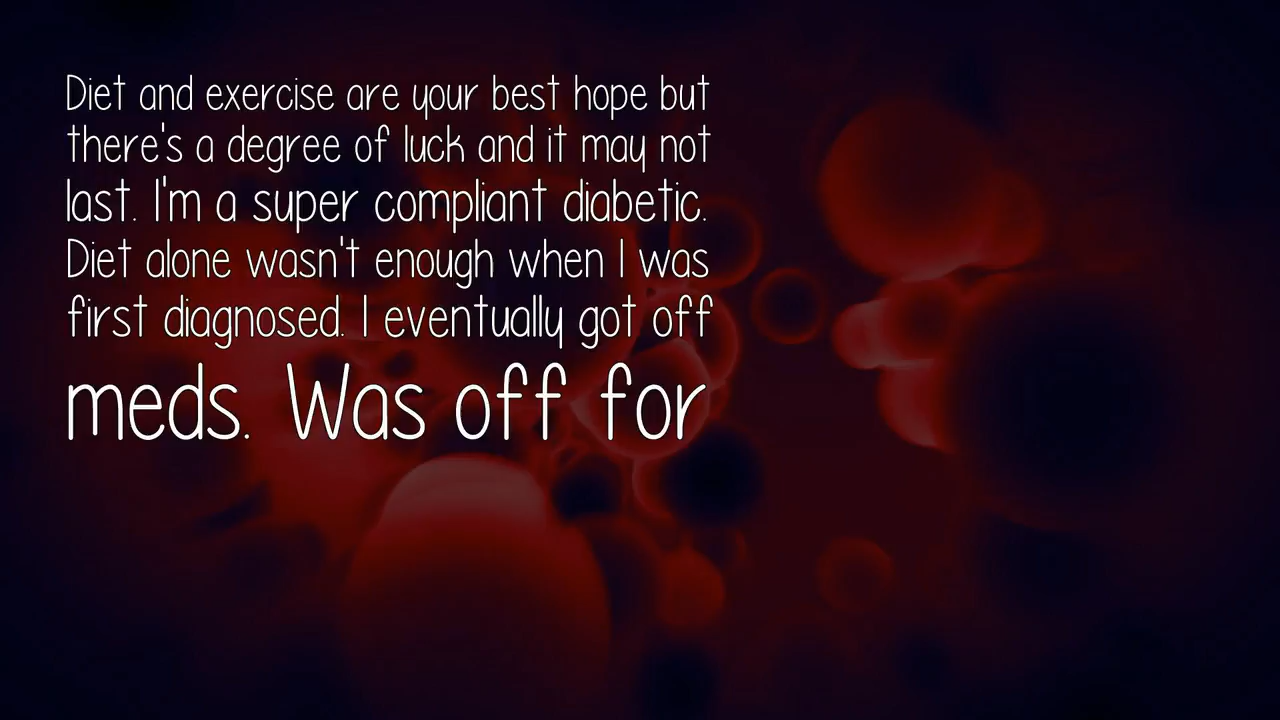 Diet and exercise are your best hope but
there's a degree of luck and it may not
last. I'm a super compliant diabetic.
Diet alone wasn't enough when I was
first diagnosed. I eventually got off
meds. Was off for